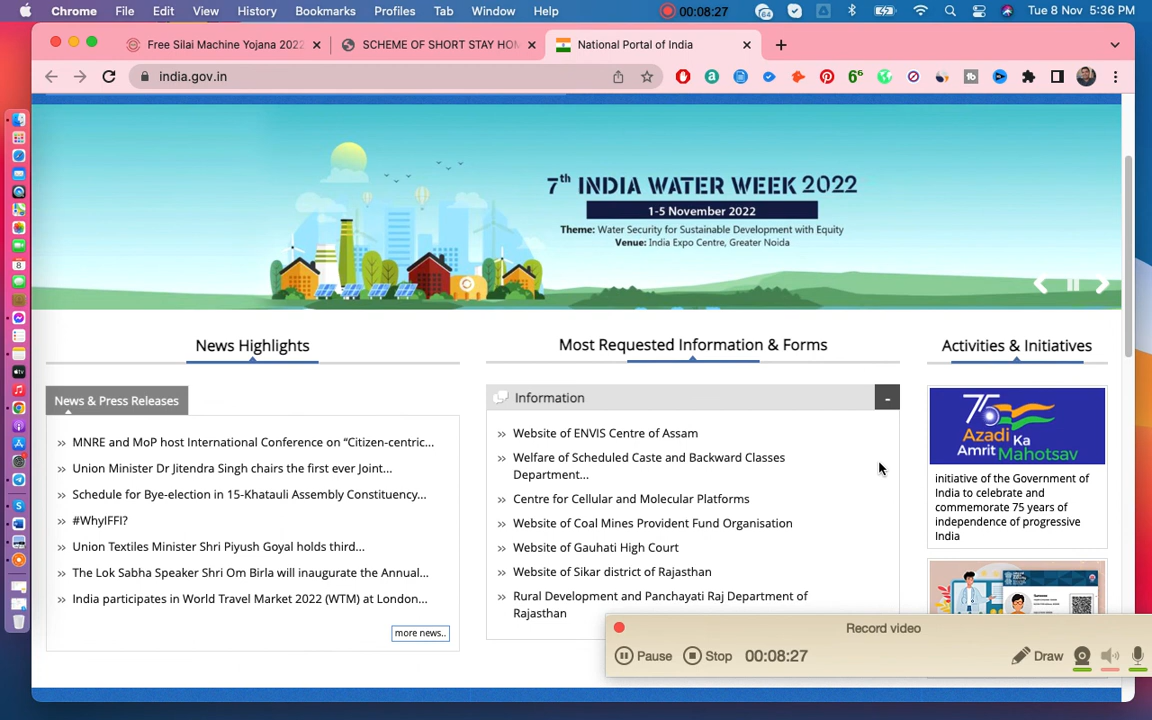 Chrome File Edit View History Bookmarks Profiles Tab Window Help 00:08:27 64 Tue 8 Nov 5:36 PM
Free Silai Machine Yojana 2022 SCHEME OF SHORT STAY HO National Portal of India
india.gov.in
7th INDIA WATER WEEK 2022
1-5 November 2022
Theme: Water Security for Sustainable Development with Equity
Venue: India Expo Centre, Greater Noida
News Highlights
News & Press Releases
MNRE and MoP host International Conference on “Citizen-centric...
Union Minister Dr Jitendra Singh chairs the first ever Joint...
Schedule for Bye-election in 15-Khatauli Assembly Constituency...
#WhyIFFI?
Union Textiles Minister Shri Piyush Goyal holds third...
The Lok Sabha Speaker Shri Om Birla will inaugurate the Annual...
India participates in World Travel Market 2022 (WTM) at London...
more news..
Most Requested Information & Forms
Information -
Website of ENVIS Centre of Assam
Welfare of Scheduled Caste and Backward Classes
Department...
Centre for Cellular and Molecular Platforms
Website of Coal Mines Provident Fund Organisation
Website of Gauhati High Court
Website of Sikar district of Rajasthan
Rural Development and Panchayati Raj Department of
Rajasthan
Activities & Initiatives
75 Azadi
Ka
Amrit
Mahotsav
initiative of the Government of
India to celebrate and
commemorate 75 years of
independence of progressive
India
Record video
Pause Stop 00:08:27 Draw